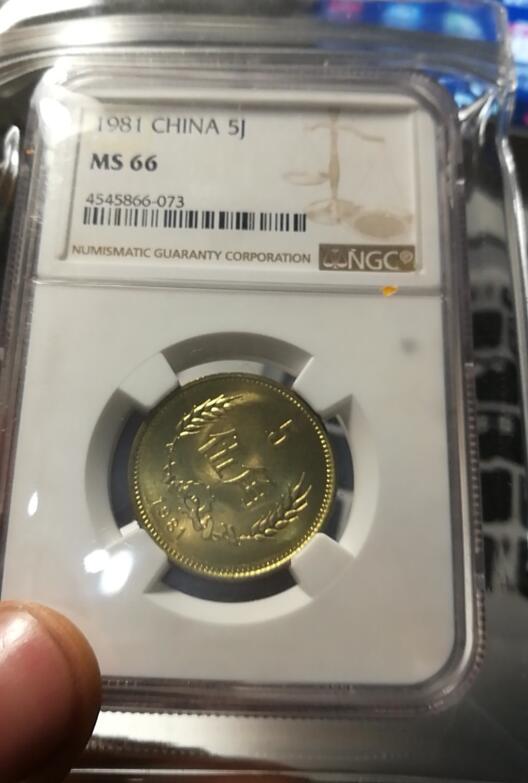 1981 CHINA 5J
MS 66
4545866-073
NUMISMATIC GUARANTY CORPORATION
NGC
伍角
1981